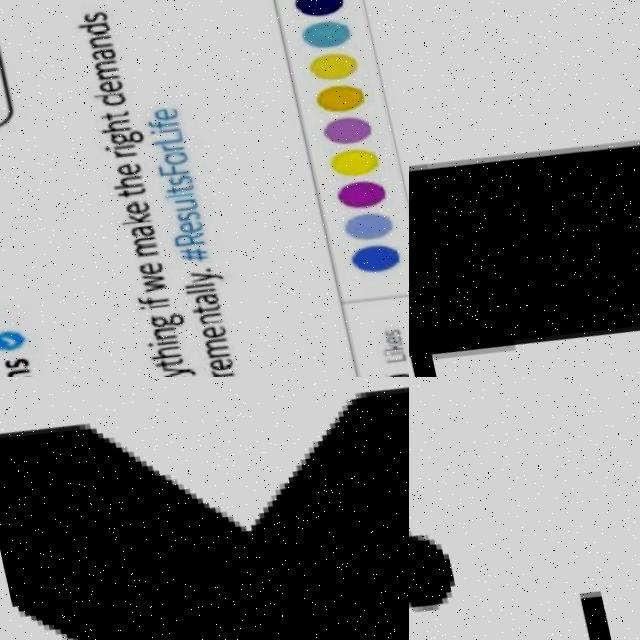 ything if we make the right demands
rementally. #ResultsForLife
Likes